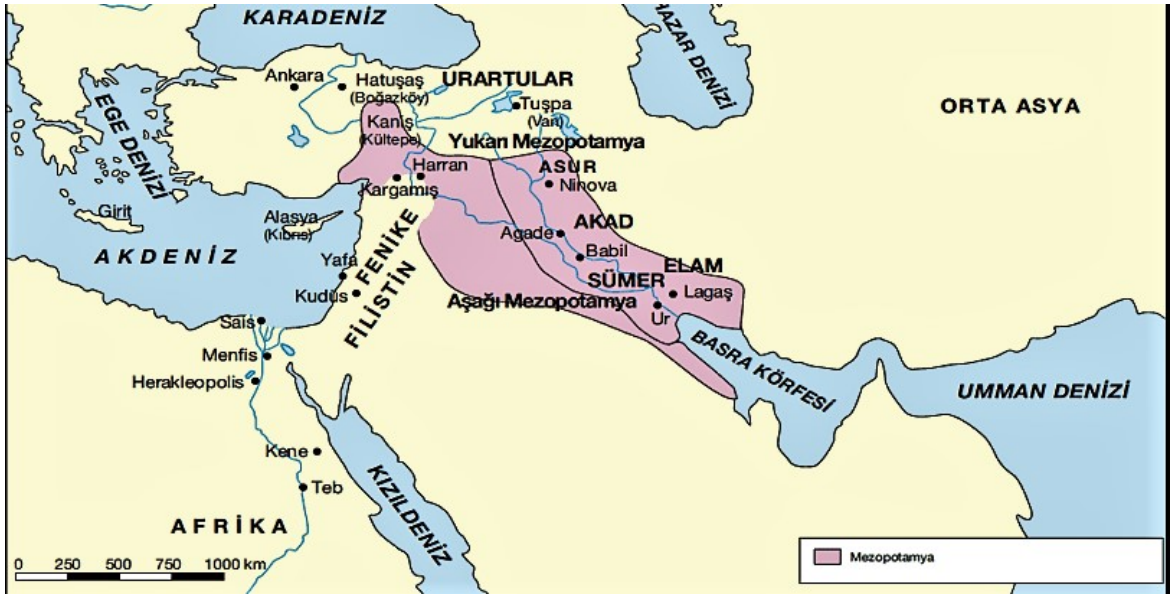 KARADENİZ
HAZAR DENİZİ
Ankara
Hatuşaş
(Boğazköy)
URARTULAR
Tuşpa
(Van)
ORTA ASYA
EGE DENİZİ
Kaniş
(Kültepe)
Yukarı Mezopotamya
Harran
ASUR
Kargamış
Ninova
Girit
Alaşya
(Kıbrıs)
AKDENİZ
Agade
AKAD
Babil
Yafa
FENİKE
ELAM
SÜMER
Kudüs
FİLİSTİN
Lagaş
Aşağı Mezopotamya
Ur
Sais
BASRA KÖRFESİ
Menfis
Herakleopolis
UMMAN DENİZİ
Kene
Teb
KIZILDENİZ
AFRİKA
0 250 500 750 1000 km
Mezopotamya